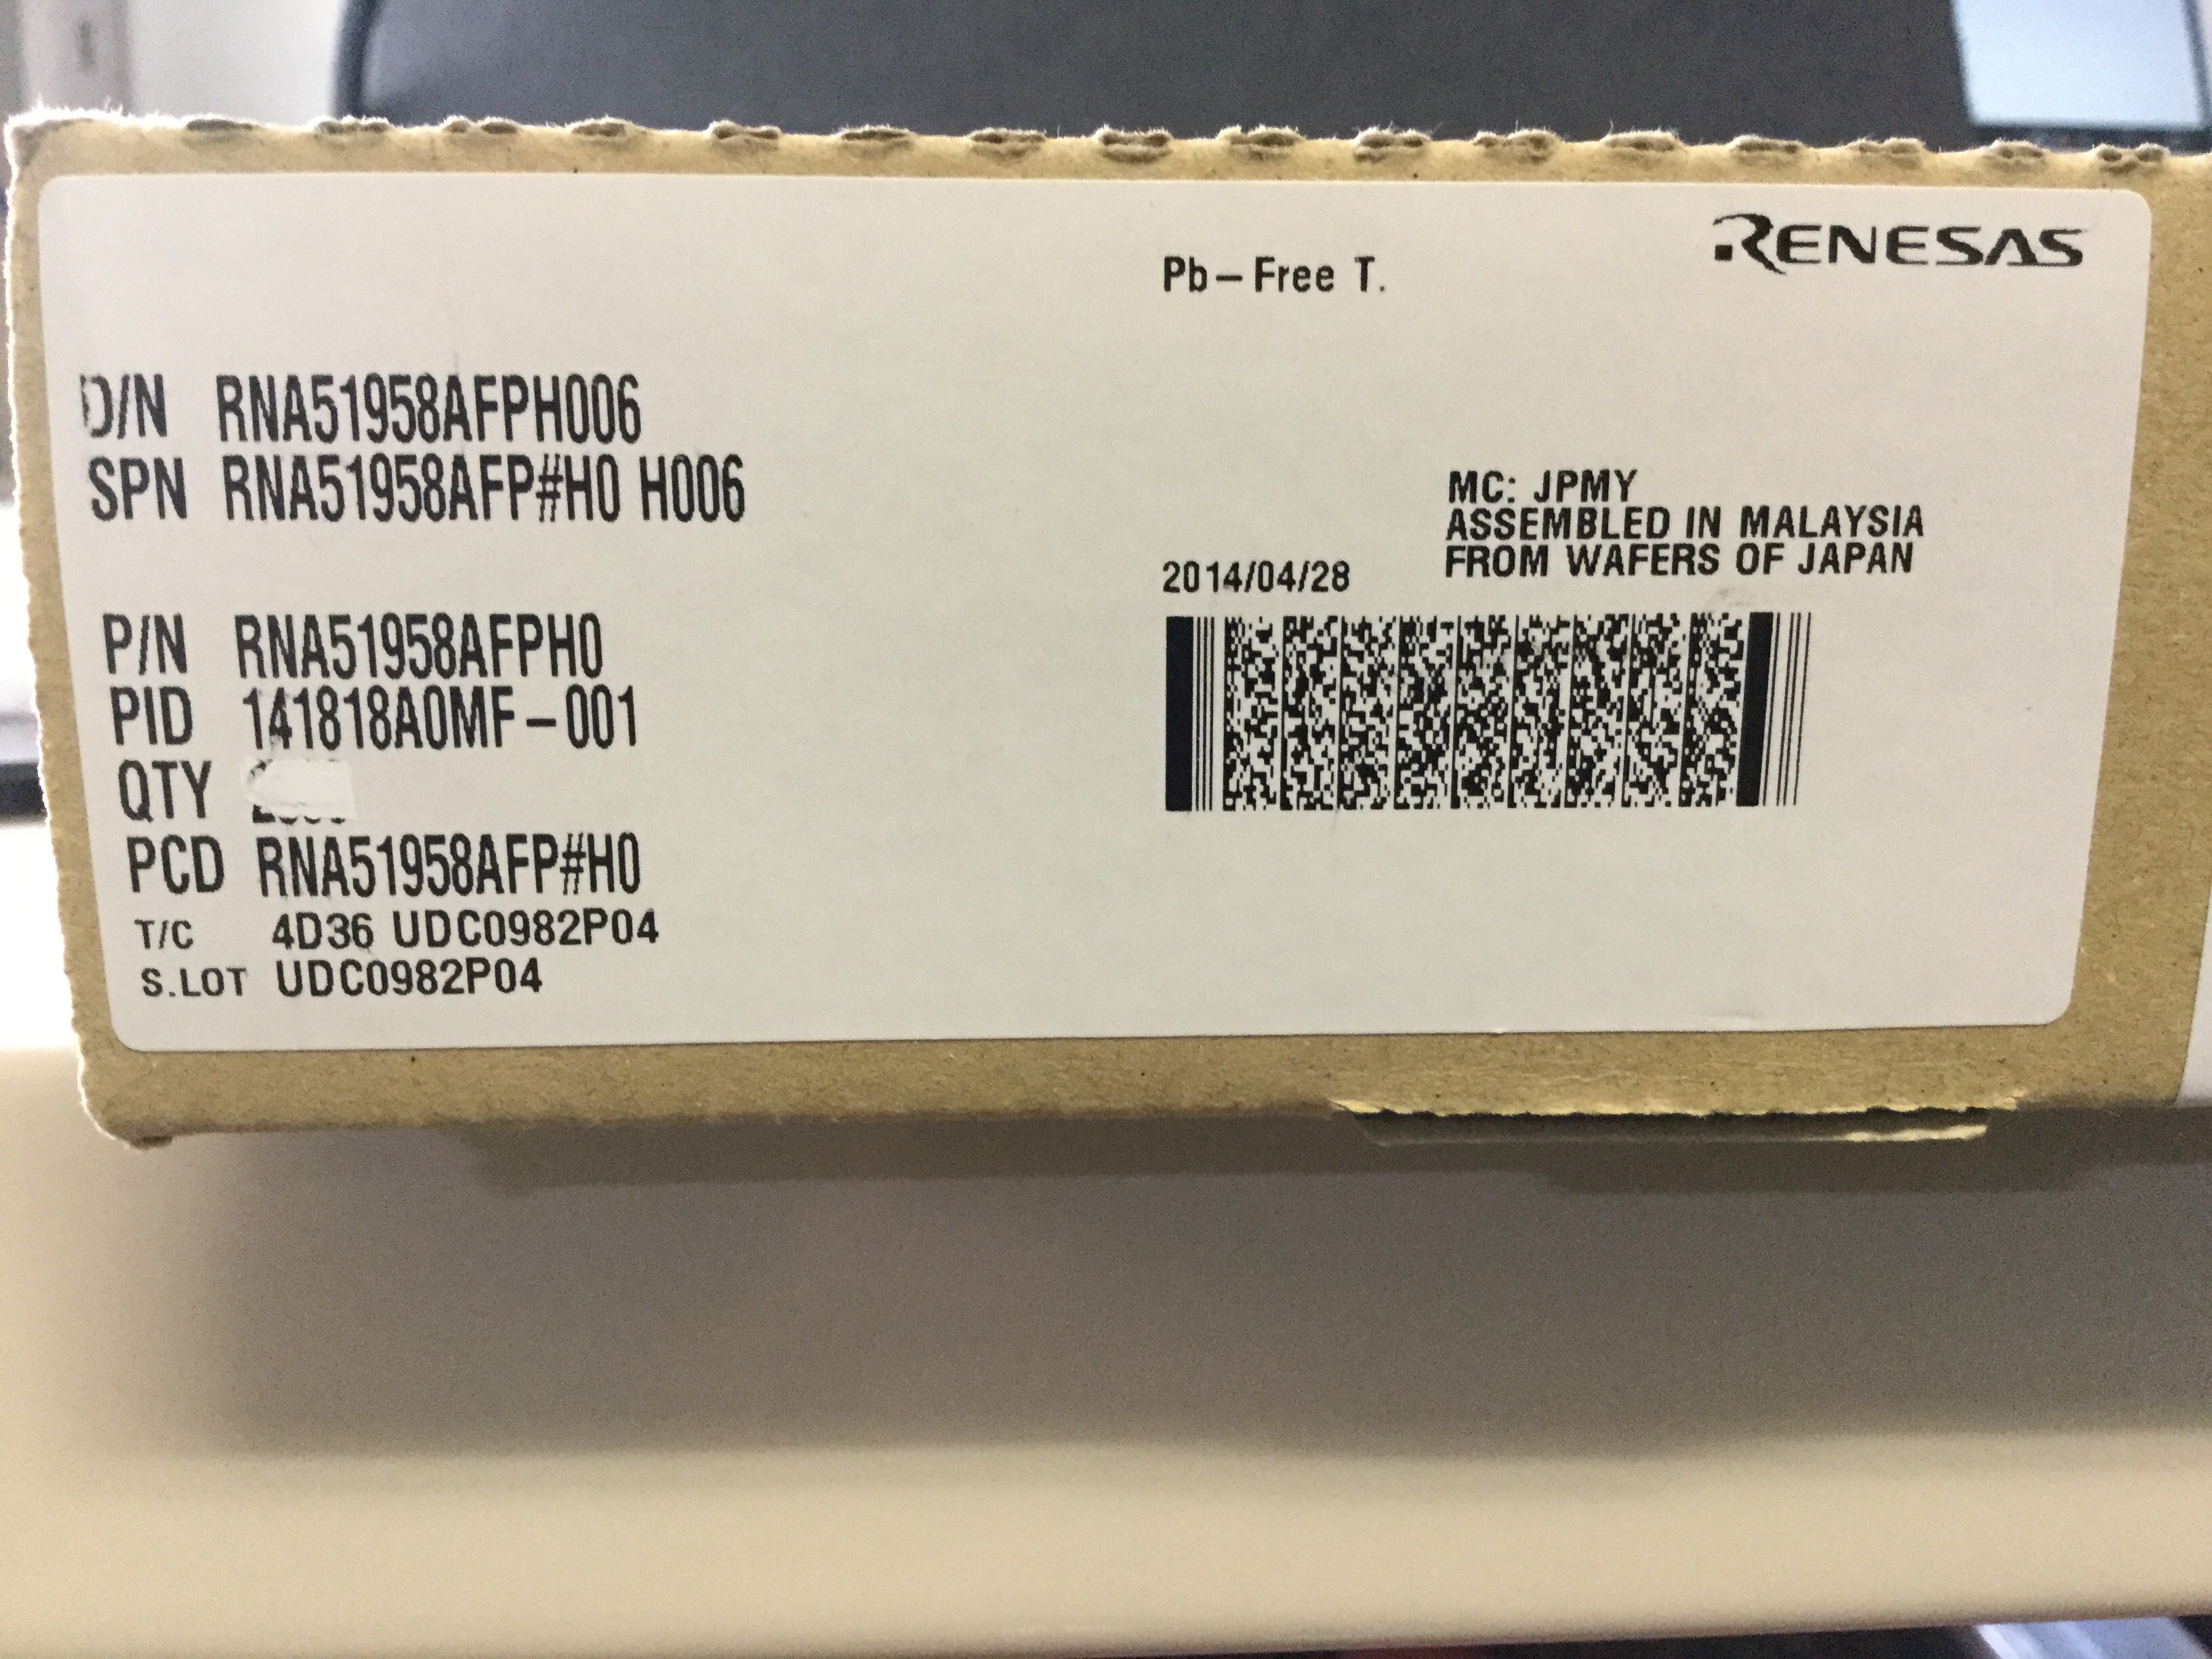 RENESAS
Pb-Free T.
D/N RNA51958AFPH006
SPN RNA51958AFP#H0 H006
MC: JPMY
ASSEMBLED IN MALAYSIA
FROM WAFERS OF JAPAN
2014/04/28
P/N RNA51958AFPH0
PID 141818A0MF-001
QTY
PCD RNA51958AFP#H0
T/C 4D36 UDC0982P04
S.LOT UDC0982P04